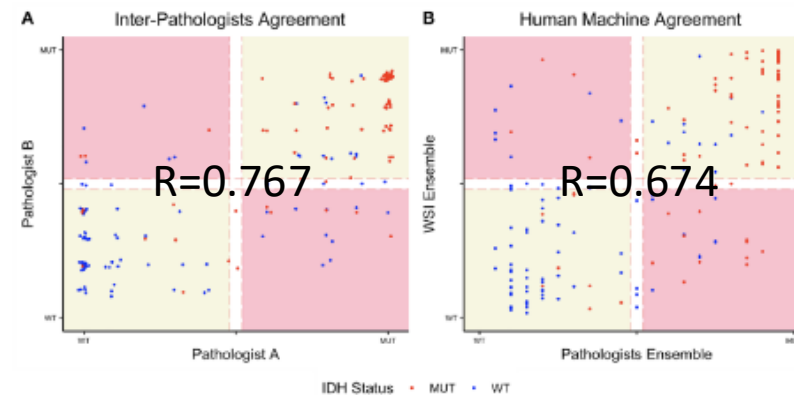 A Inter-Pathologists Agreement
MUT
Pathologist B
R=0.767
WT
WT MUT
Pathologist A
B Human Machine Agreement
MUT
WSI Ensemble
R=0.674
WT
WT
Pathologists Ensemble
IDH Status MUT WT